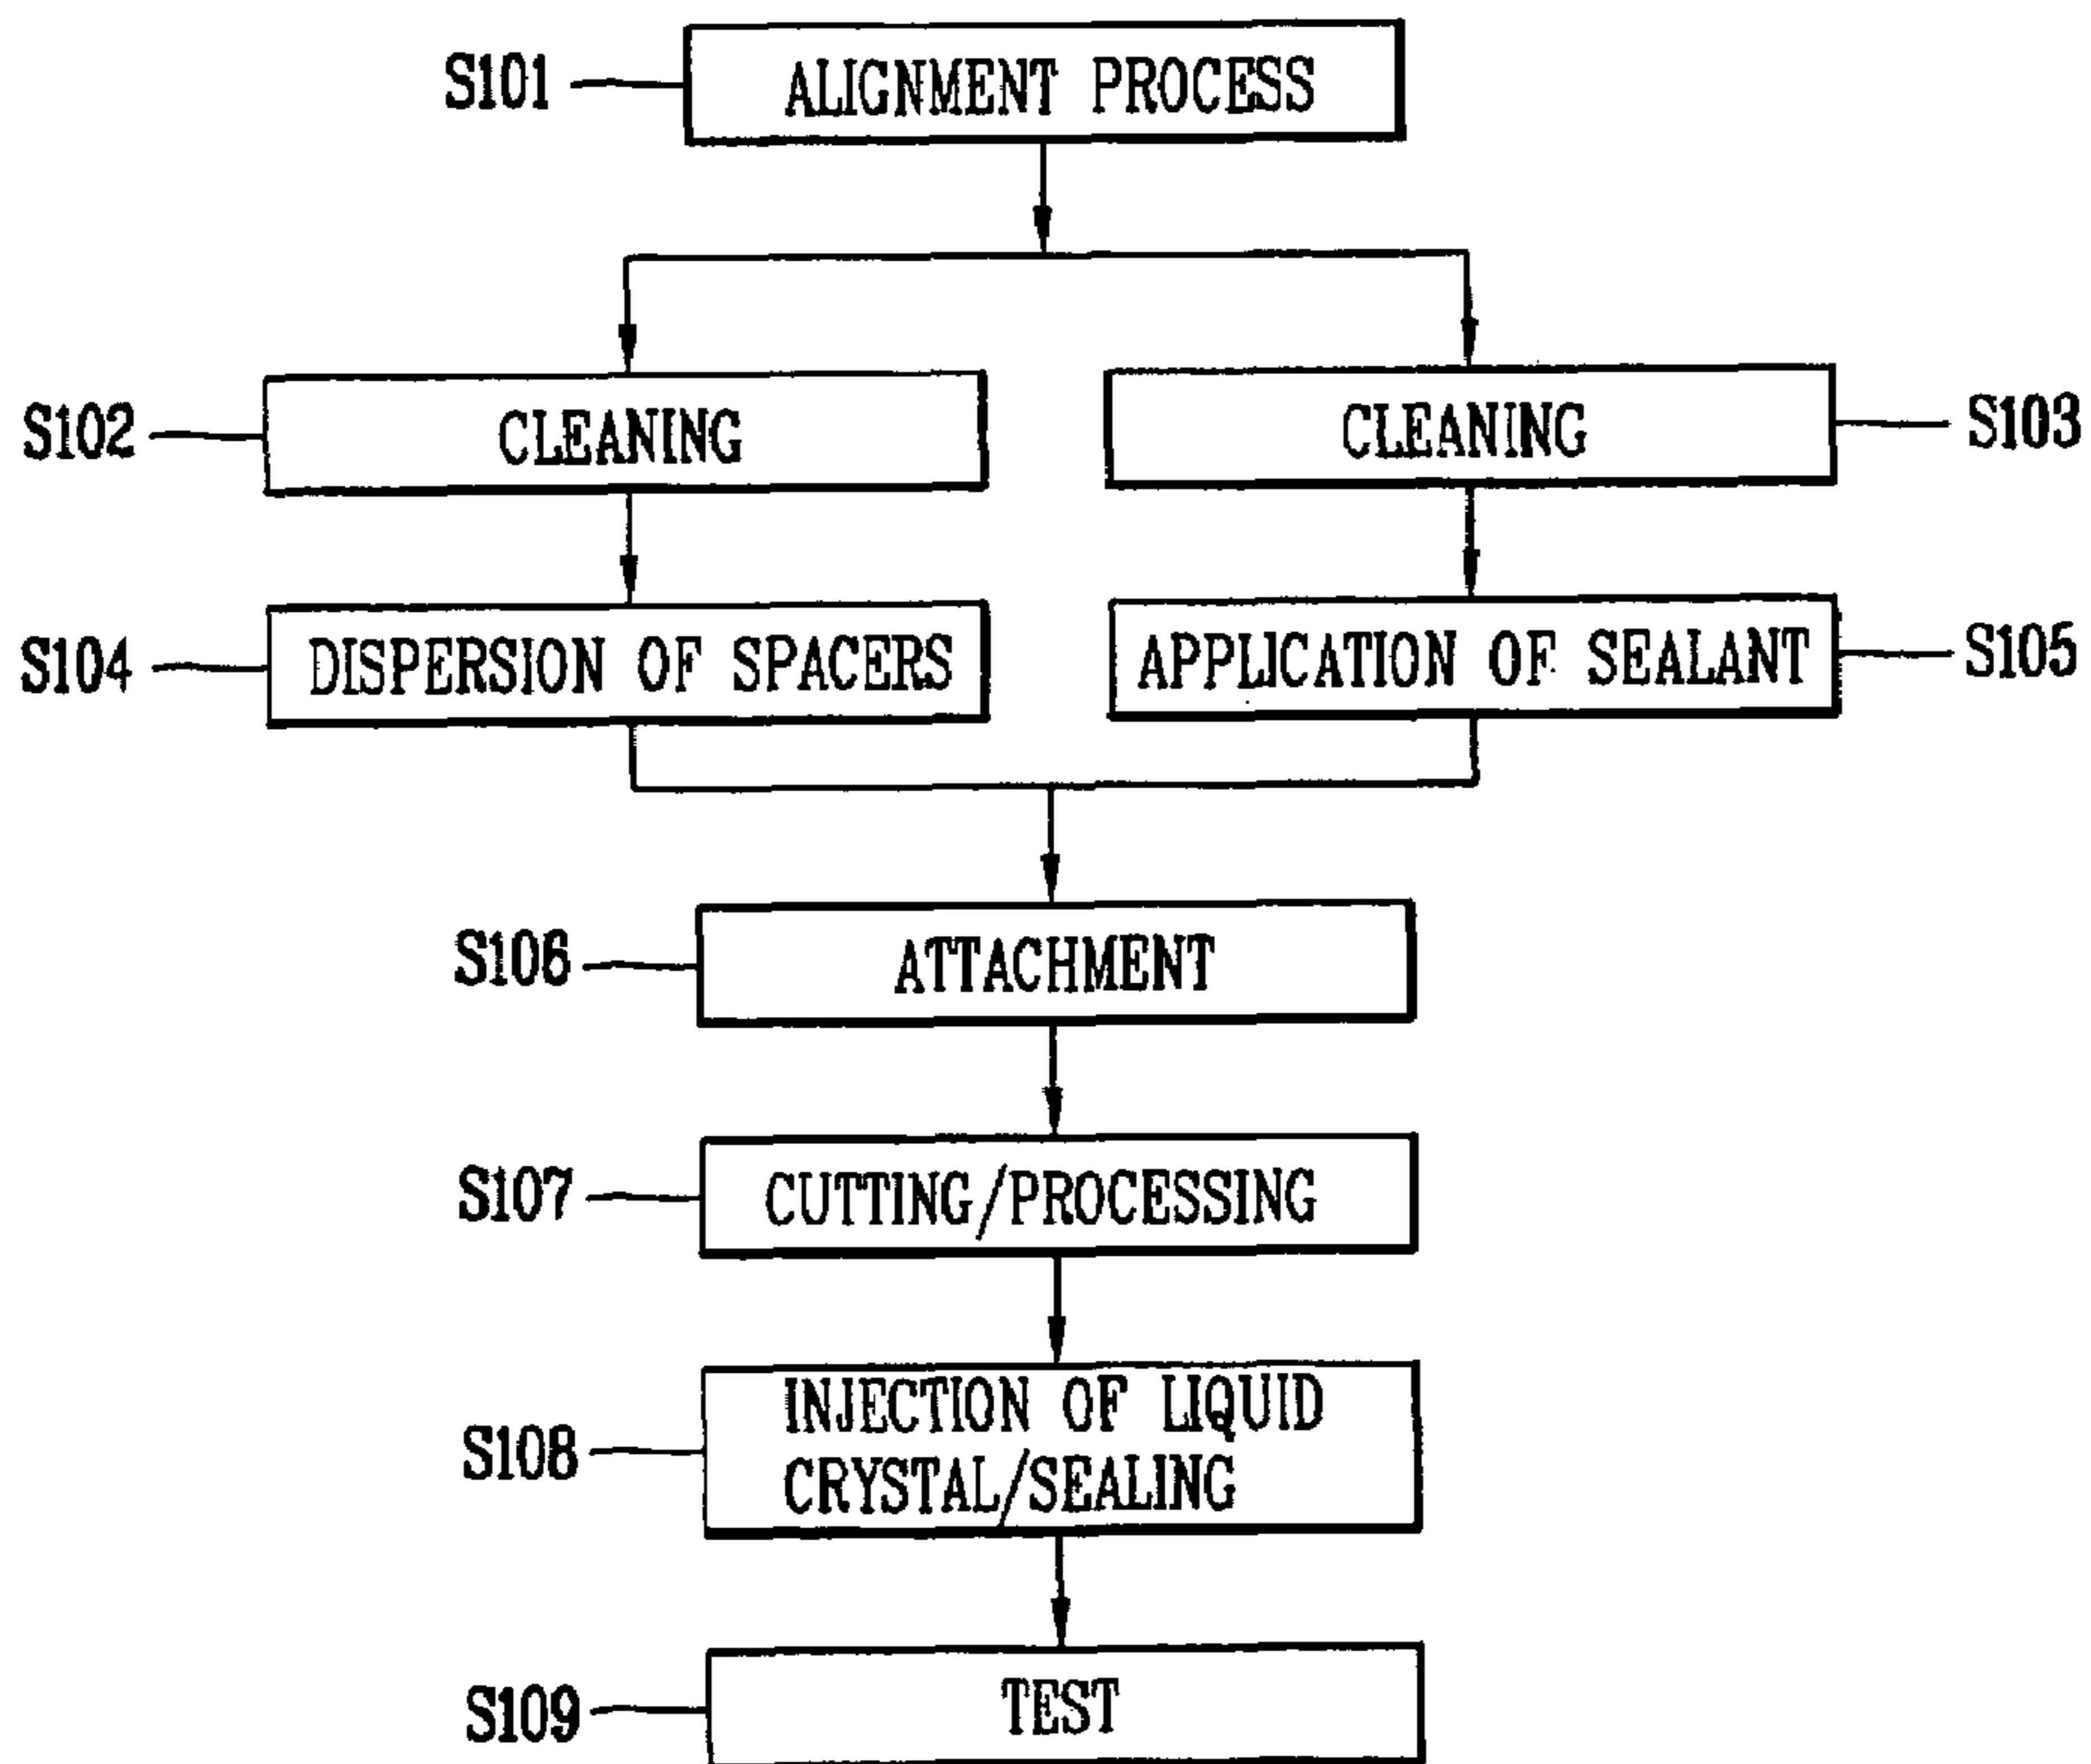 S101
ALIGNMENT PROCESS
S102
CLEANING
CLEANING
S103
S104
DISPERSION OF SPACERS
APPLICATION OF SEALANT
S105
S106
ATTACHMENT
S107
CUTTING/PROCESSING
S108
INJECTION OF LIQUID
CRYSTAL/SEALING
S109
TEST